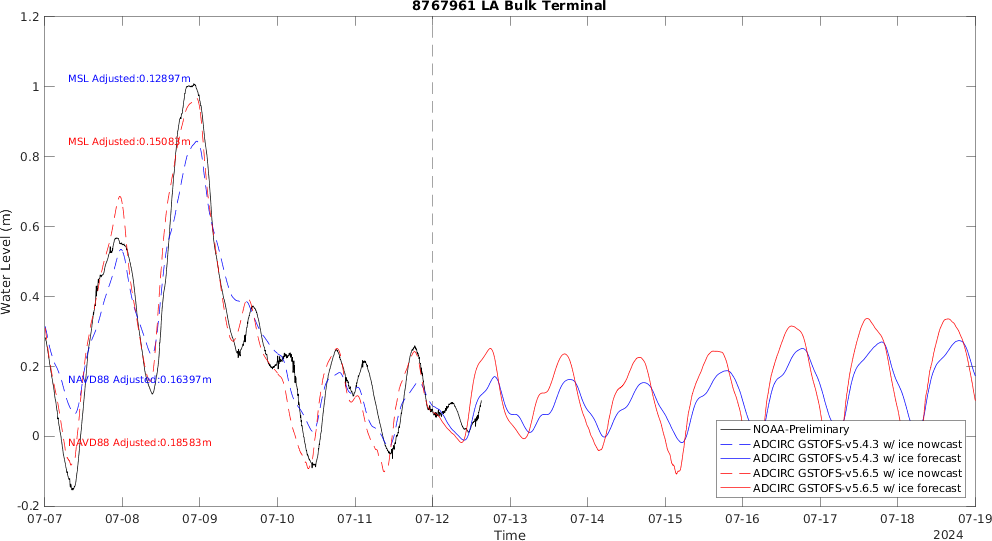 8767961 LA Bulk Terminal
1.2
1
0.8
0.6
0.4
0.2
0
-0.2
Water Level (m)
MSL Adjusted:0.12897m
MSL Adjusted:0.15083m
NAVD88 Adjusted:0.16397m
NAVD88 Adjusted:0.18583m
NOAA-Preliminary
ADCIRC GSTOFS-v5.4.3 w/ ice nowcast
ADCIRC GSTOFS-v5.4.3 w/ ice forecast
ADCIRC GSTOFS-v5.6.5 w/ ice nowcast
ADCIRC GSTOFS-v5.6.5 w/ ice forecast
07-07 07-08 07-09 07-10 07-11 07-12 07-13 07-14 07-15 07-16 07-17 07-18 07-19
Time
2024